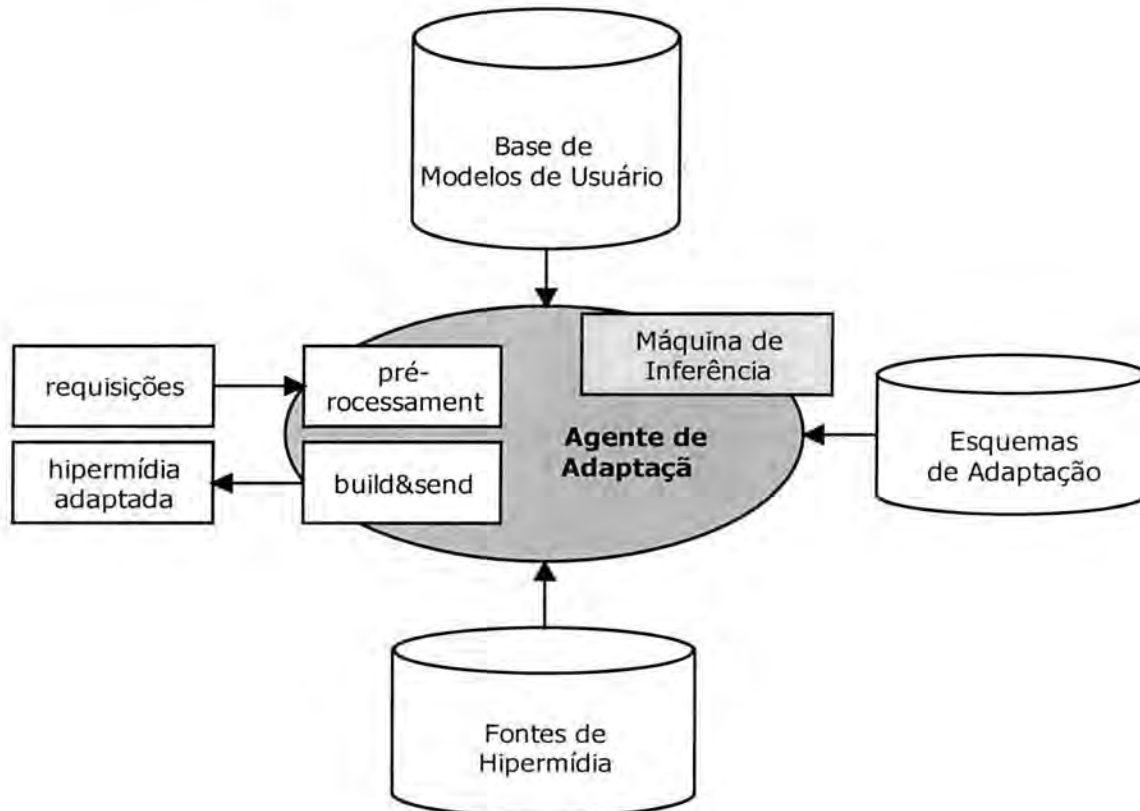 Base de
Modelos de Usuário
Máquina de
Inferência
requisições
pré-
rocessament
Agente de
Adaptaçã
Esquemas
de Adaptação
hipermídia
adaptada
build&send
Fontes de
Hipermídia